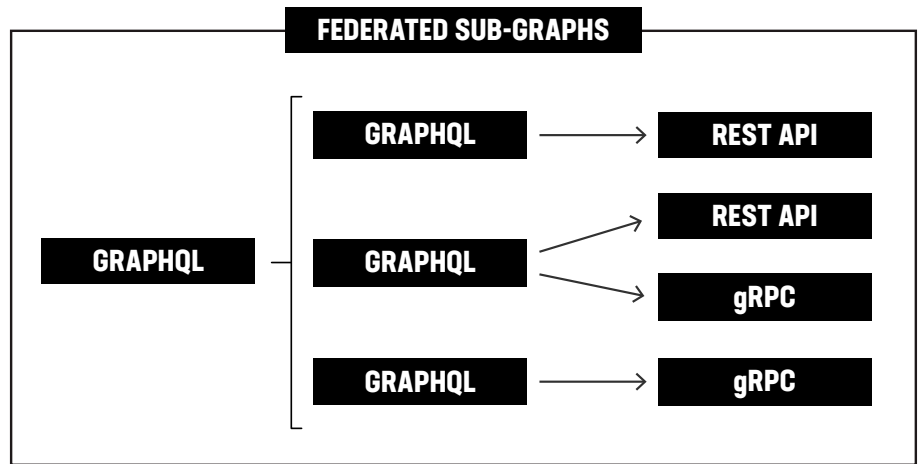 FEDERATED SUB-GRAPHS
GRAPHQL
GRAPHQL
REST API
GRAPHQL
REST API
gRPC
GRAPHQL
gRPC